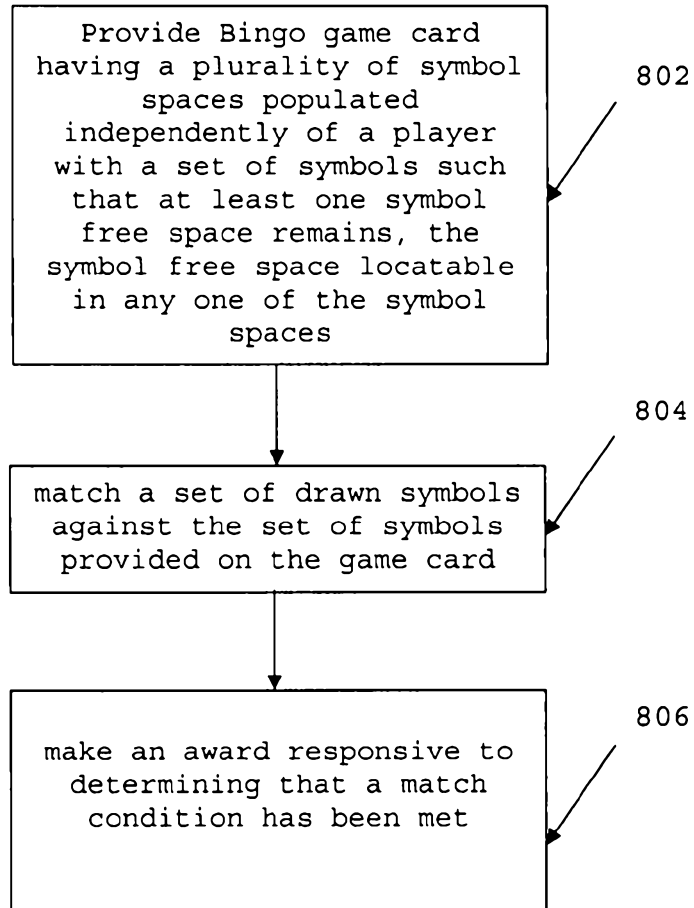 Provide Bingo game card
having a plurality of symbol
spaces populated
independently of a player
with a set of symbols such
that at least one symbol
free space remains, the
symbol free space locatable
in any one of the symbol
spaces
802
match a set of drawn symbols
against the set of symbols
provided on the game card
804
make an award responsive to
determining that a match
condition has been met
806